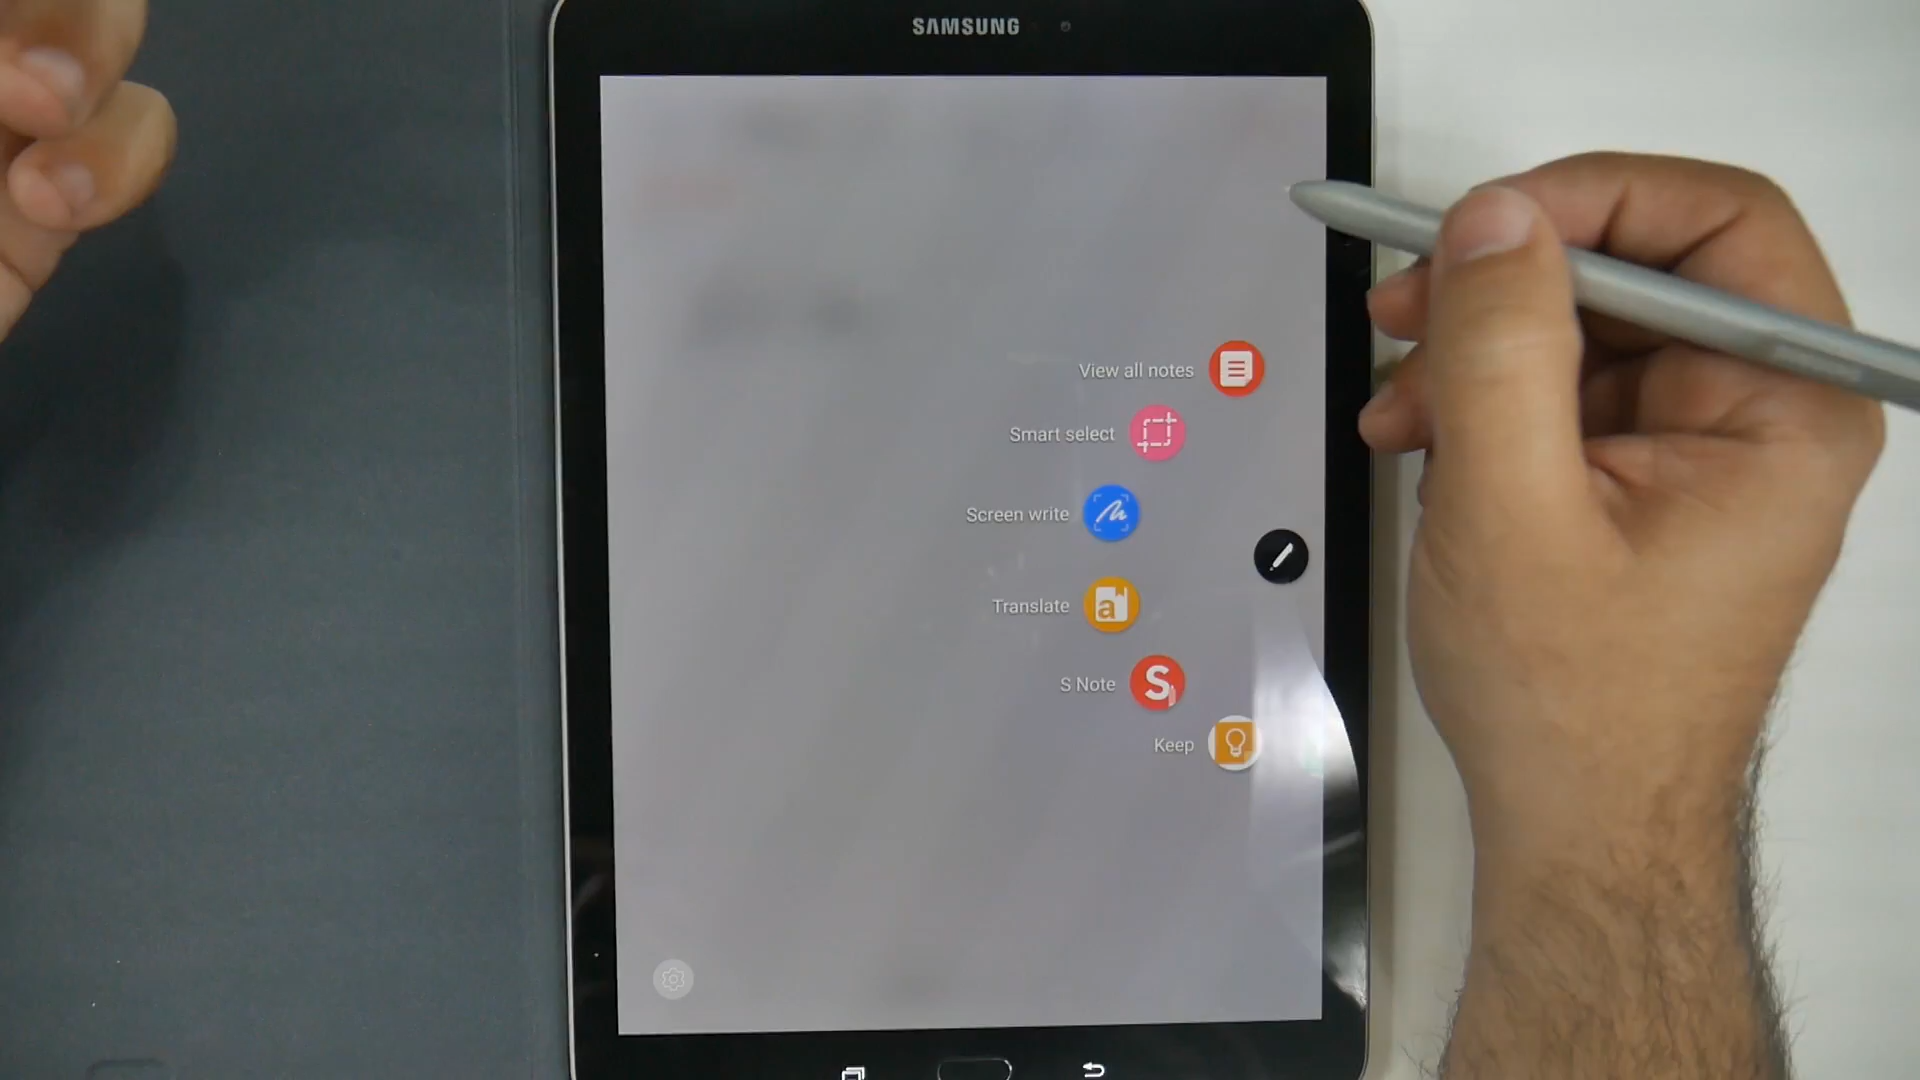 SAMSUNG
View all notes
Smart select
Screen write
Translate
a
S Note
S
Keep